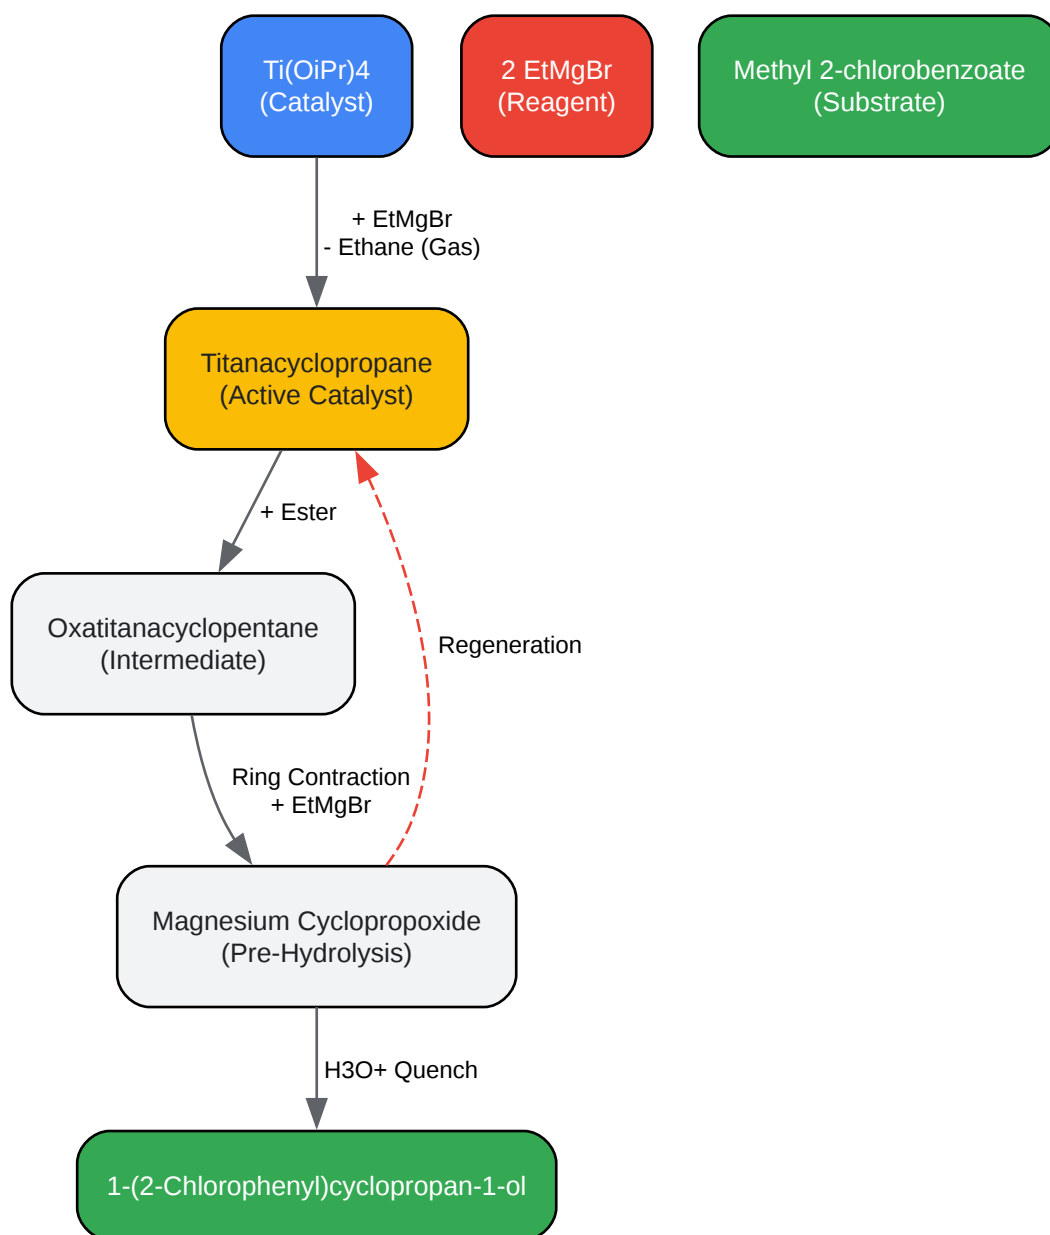 Ti(OiPr)4
(Catalyst)
2 EtMgBr
(Reagent)
Methyl 2-chlorobenzoate
(Substrate)
+ EtMgBr
- Ethane (Gas)
Titanacyclopropane
(Active Catalyst)
+ Ester
Oxatitanacyclopentane
(Intermediate)
Regeneration
Ring Contraction
+ EtMgBr
Magnesium Cyclopropoxide
(Pre-Hydrolysis)
H3O+ Quench
1-(2-Chlorophenyl)cyclopropan-1-ol